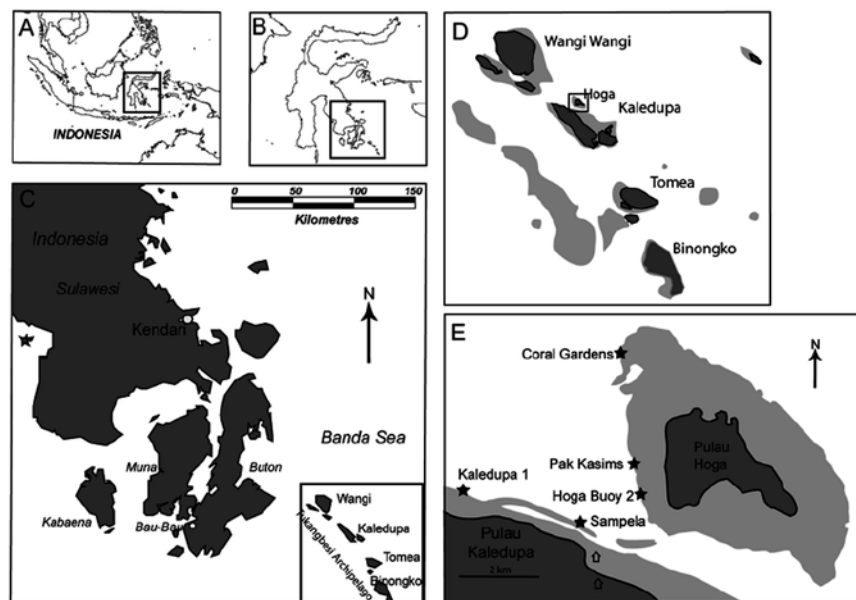 A
INDONESIA
B
C
0 50 100 150
Kilometres
Indonesia
Sulawesi
Kendari
N
Banda Sea
Muna
Buton
Kabaena
Bau-Bau
Wangi
Kaledupa
Tomea
Binongko
Tukangbesi Archipelago
D
Wangi Wangi
Hoga
Kaledupa
Tomea
Binongko
E
N
Coral Gardens
Pak Kasims
Pulau
Hoga
Kaledupa 1
Hoga Buoy 2
Sampela
Pulau
Kaledupa
2 km